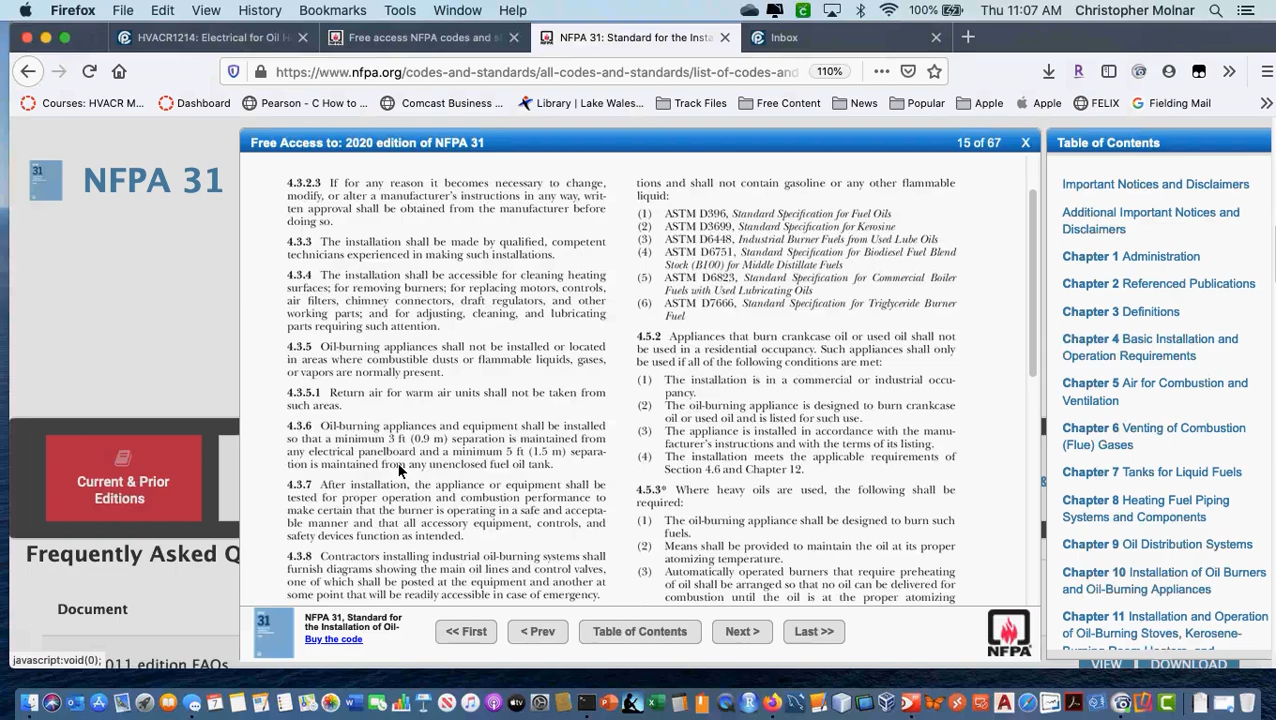 Firefox File Edit View History Bookmarks Tools Window Help 100% Thu 11:07 AM Christopher Molnar
HVACR1214: Electrical for Oil H
Free access NFPA codes and s
NFPA 31: Standard for the Insta
Inbox
https://www.nfpa.org/codes-and-standards/all-codes-and-standards/list-of-codes-and
110%
Courses: HVACR M... Dashboard Pearson - C How to ... Comcast Business ... Library | Lake Wales... Track Files Free Content News Popular Apple Apple FELIX Fielding Mact
31
NFPA 31
Current & Prior
Editions
Frequently Asked Q
Document
011 edition FAQs
VIEW
DOWNLOAD
javascript:void(0);
Free Access to: 2020 edition of NFPA 31
15 of 67
X
4.3.2.3 If for any reason it becomes necessary to change,
modify, or alter a manufacturer's instructions in any way, writ-
ten approval shall be obtained from the manufacturer before
doing so.
4.3.3 The installation shall be made by qualified, competent
technicians experienced in making such installations.
4.3.4 The installation shall be accessible for cleaning heating
surfaces; for removing burners; for replacing motors, controls,
air filters, chimney connectors, draft regulators, and other
working parts; and for adjusting, cleaning, and lubricating
parts requiring such attention.
4.3.5 Oil-burning appliances shall not be installed or located
in areas where combustible dusts or flammable liquids, gases,
or vapors are normally present.
4.3.5.1 Return air for warm air units shall not be taken from
such areas.
4.3.6 Oil-burning appliances and equipment shall be installed
so that a minimum 3 ft (0.9 m) separation is maintained from
any electrical panelboard and a minimum 5 ft (1.5 m) separa-
tion is maintained from any unenclosed fuel oil tank.
4.3.7 After installation, the appliance or equipment shall be
tested for proper operation and combustion performance to
make certain that the burner is operating in a safe and accepta-
ble manner and that all accessory equipment, controls, and
safety devices function as intended.
4.3.8 Contractors installing industrial oil-burning systems shall
furnish diagrams showing the main oil lines and control valves,
one of which shall be posted at the equipment and another at
some point that will be readily accessible in case of emergency.
tions and shall not contain gasoline or any other flammable
liquid:
(1) ASTM D396, Standard Specification for Fuel Oils
(2) ASTM D3699, Standard Specification for Kerosine
(3) ASTM D6448, Industrial Burner Fuels from Used Lube Oils
(4) ASTM D6751, Standard Specification for Biodiesel Fuel Blend
Stock (B100) for Middle Distillate Fuels
(5) ASTM D6823, Standard Specification for Commercial Boiler
Fuels with Used Lubricating Oils
(6) ASTM D7666, Standard Specification for Triglyceride Burner
Fuel
4.5.2 Appliances that burn crankcase oil or used oil shall not
be used in a residential occupancy. Such appliances shall only
be used if all of the following conditions are met:
(1) The installation is in a commercial or industrial occu-
pancy.
(2) The oil-burning appliance is designed to burn crankcase
oil or used oil and is listed for such use.
(3) The appliance is installed in accordance with the manu-
facturer's instructions and with the terms of its listing.
(4) The installation meets the applicable requirements of
Section 4.6 and Chapter 12.
4.5.3* Where heavy oils are used, the following shall be
required:
(1) The oil-burning appliance shall be designed to burn such
fuels.
(2) Means shall be provided to maintain the oil at its proper
atomizing temperature.
(3) Automatically operated burners that require preheating
of oil shall be arranged so that no oil can be delivered for
combustion until the oil is at the proper atomizing
31
NFPA 31, Standard for
the Installation of Oil-
Buy the code
<< First
< Prev
Table of Contents
Next >
Last >>
NFPA
Table of Contents
Important Notices and Disclaimers
Additional Important Notices and
Disclaimers
Chapter 1 Administration
Chapter 2 Referenced Publications
Chapter 3 Definitions
Chapter 4 Basic Installation and
Operation Requirements
Chapter 5 Air for Combustion and
Ventilation
Chapter 6 Venting of Combustion
(Flue) Gases
Chapter 7 Tanks for Liquid Fuels
Chapter 8 Heating Fuel Piping
Systems and Components
Chapter 9 Oil Distribution Systems
Chapter 10 Installation of Oil Burners
and Oil-Burning Appliances
Chapter 11 Installation and Operation
of Oil-Burning Stoves, Kerosene-
Burning Room Heaters, and